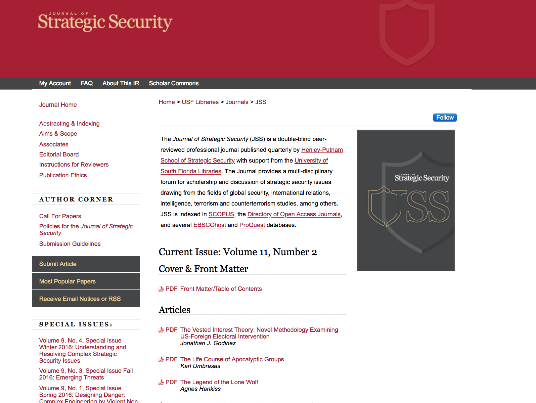 JOURNAL OF
Strategic Security
My Account FAQ About This IR Scholar Commons
Journal Home
Abstracting & Indexing
Aims & Scope
Associates
Editorial Board
Instructions for Reviewers
Publication Ethics
AUTHOR CORNER
Call For Papers
Policies for the Journal of Strategic
Security
Submission Guidelines
Submit Article
Most Popular Papers
Receive Email Notices or RSS
SPECIAL ISSUES:
Volume 9, No. 4, Special Issue
Winter 2016: Understanding and
Resolving Complex Strategic
Security Issues
Volume 9, No. 3, Special Issue Fall
2016: Emerging Threats
Volume 9, No. 1, Special Issue
Spring 2016: Designing Danger:
Complex Engineering by Violent Non
Home > USF Libraries > Journals > JSS
Follow
The Journal of Strategic Security (JSS) is a double-blind peer-
reviewed professional journal published quarterly by Henley-Putnam
School of Strategic Security with support from the University of
South Florida Libraries. The Journal provides a multi-disciplinary
forum for scholarship and discussion of strategic security issues
drawing from the fields of global security, international relations,
intelligence, terrorism and counterterrorism studies, among others.
JSS is indexed in SCOPUS, the Directory of Open Access Journals,
and several EBSCOhost and ProQuest databases.
Strategic Security
JSS
Current Issue: Volume 11, Number 2
Cover & Front Matter
PDF Front Matter/Table of Contents
Articles
PDF The Vested Interest Theory: Novel Methodology Examining
US-Foreign Electoral Intervention
Jonathan J. Godinez
PDF The Life Course of Apocalyptic Groups
Karl Umbrasas
PDF The Legend of the Lone Wolf
Agnes Hankiss